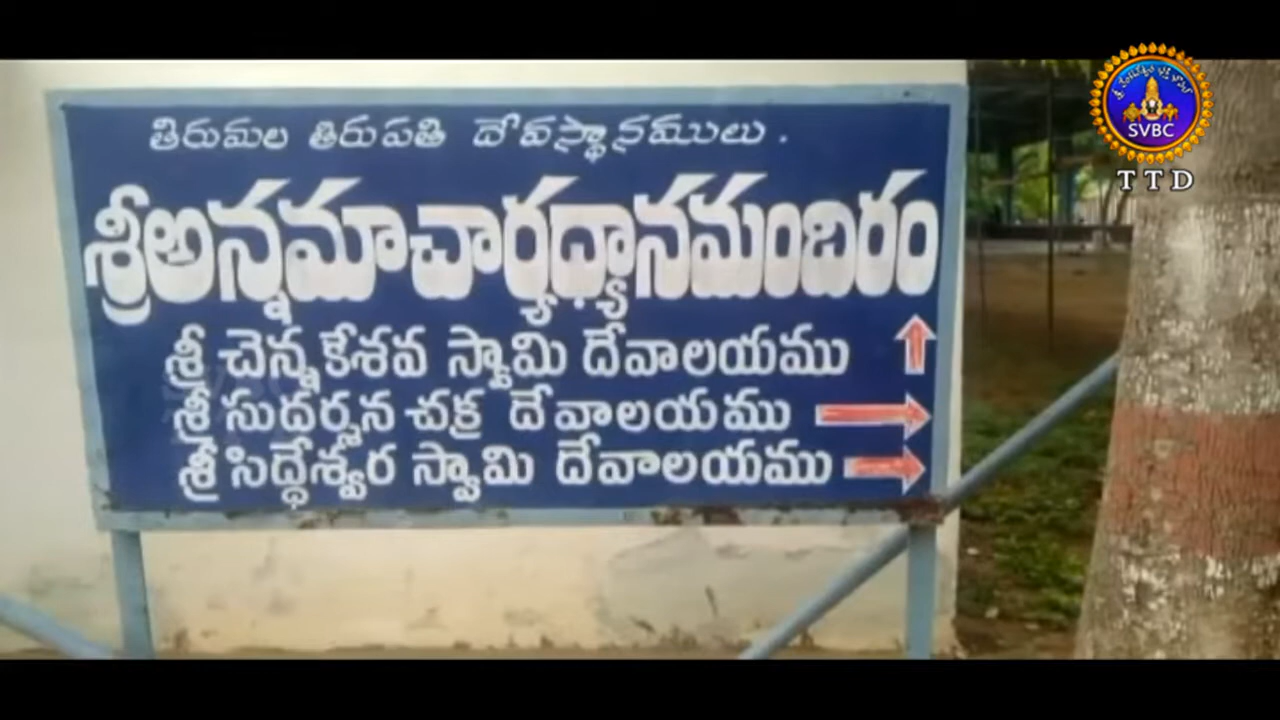 తిరుమల తిరుపతి దేవస్థానములు.
శ్రీఅన్నమాచార్యధ్యానమందిరం
శ్రీ చెన్నకేశవ స్వామి దేవాలయము
శ్రీ సుదర్శన చక్ర దేవాలయము
శ్రీ సిద్ధేశ్వర స్వామి దేవాలయము
SVBC
TTD